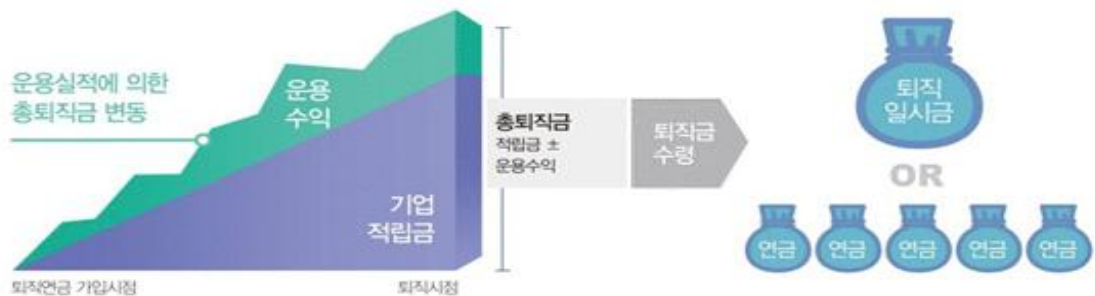 운용실적에 의한
총퇴직금 변동
운용
수익
기업
적립금
퇴직연금 가입시점
퇴직시점
총퇴직금
적립금 ±
운용수익
퇴직금
수령
퇴직
일시금
OR
연금 연금 연금 연금 연금